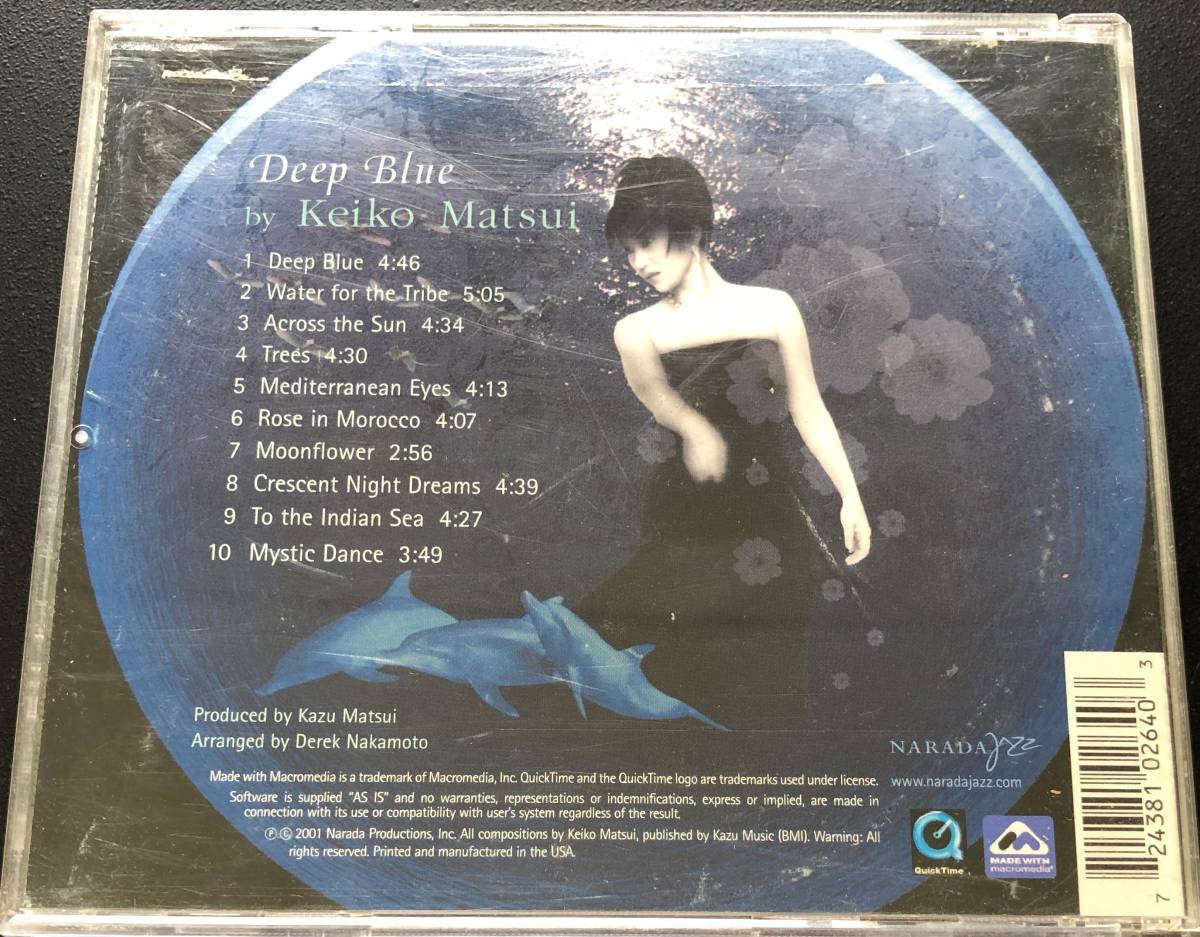 Deep Blue
by Keiko Matsui
1 Deep Blue 4:46
2 Water for the Tribe 5:05
3 Across the Sun 4:34
4 Trees 4:30
5 Mediterranean Eyes 4:13
6 Rose in Morocco 4:07
7 Moonflower 2:56
8 Crescent Night Dreams 4:39
9 To the Indian Sea 4:27
10 Mystic Dance 3:49
Produced by Kazu Matsui
Arranged by Derek Nakamoto
Made with Macromedia is a trademark of Macromedia, Inc. QuickTime and the QuickTime logo are trademarks used under license.
Software is supplied "AS IS" and no warranties, representations or indemnifications, express or implied, are made in
connection with its use or compatibility with user's system regardless of the result.
℗ © 2001 Narada Productions, Inc. All compositions by Keiko Matsui, published by Kazu Music (BMI). Warning: All
rights reserved. Printed and manufactured in the USA.
NARADA Jazz
www.naradajazz.com
QuickTime
MADE WITH
macromedia®
7 24381 02640 3